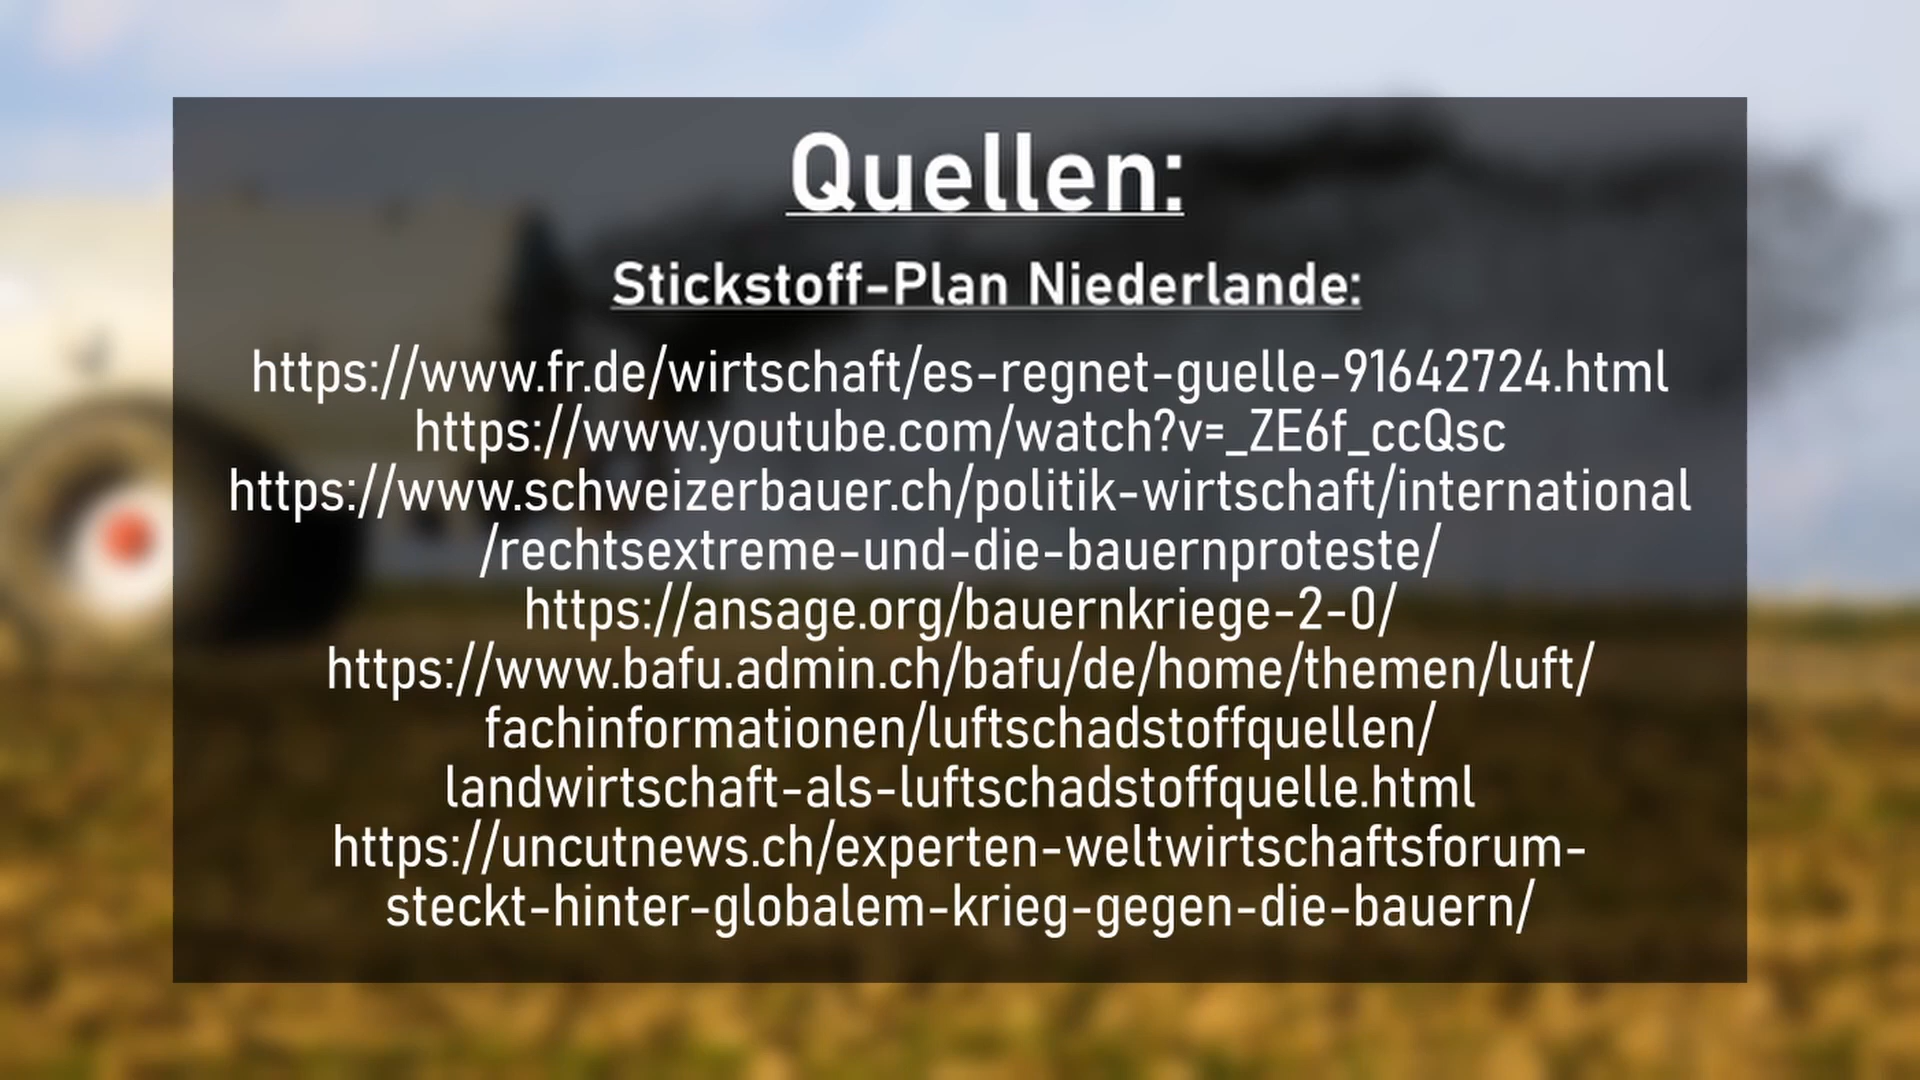 Quellen:
Stickstoff-Plan Niederlande:
https://www.fr.de/wirtschaft/es-regnet-guelle-91642724.html
https://www.youtube.com/watch?v=_ZE6f_ccQsc
https://www.schweizerbauer.ch/politik-wirtschaft/international
/rechtsextreme-und-die-bauernproteste/
https://ansage.org/bauernkriege-2-0/
https://www.bafu.admin.ch/bafu/de/home/themen/luft/
fachinformationen/luftschadstoffquellen/
landwirtschaft-als-luftschadstoffquelle.html
https://uncutnews.ch/experten-weltwirtschaftsforum-
steckt-hinter-globalem-krieg-gegen-die-bauern/